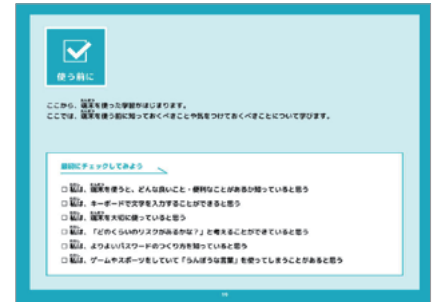 使う前に
ここから、端末を使った学習がはじまります。
ここでは、端末を使う前に知っておくべきことや気をつけておくべきことについて学びます。
最初にチェックしてみよう
□ 私は、端末を使うと、どんな良いこと・便利なことがあるか知っていると思う
□ 私は、キーボードで文字を入力することができると思う
□ 私は、端末を大切に使っていると思う
□ 私は、「どのくらいのリスクがあるかな?」と考えることができていると思う
□ 私は、よりよいパスワードのつくり方を知っていると思う
□ 私は、ゲームやスポーツをしていて「らんぼうな言葉」を使ってしまうことがあると思う